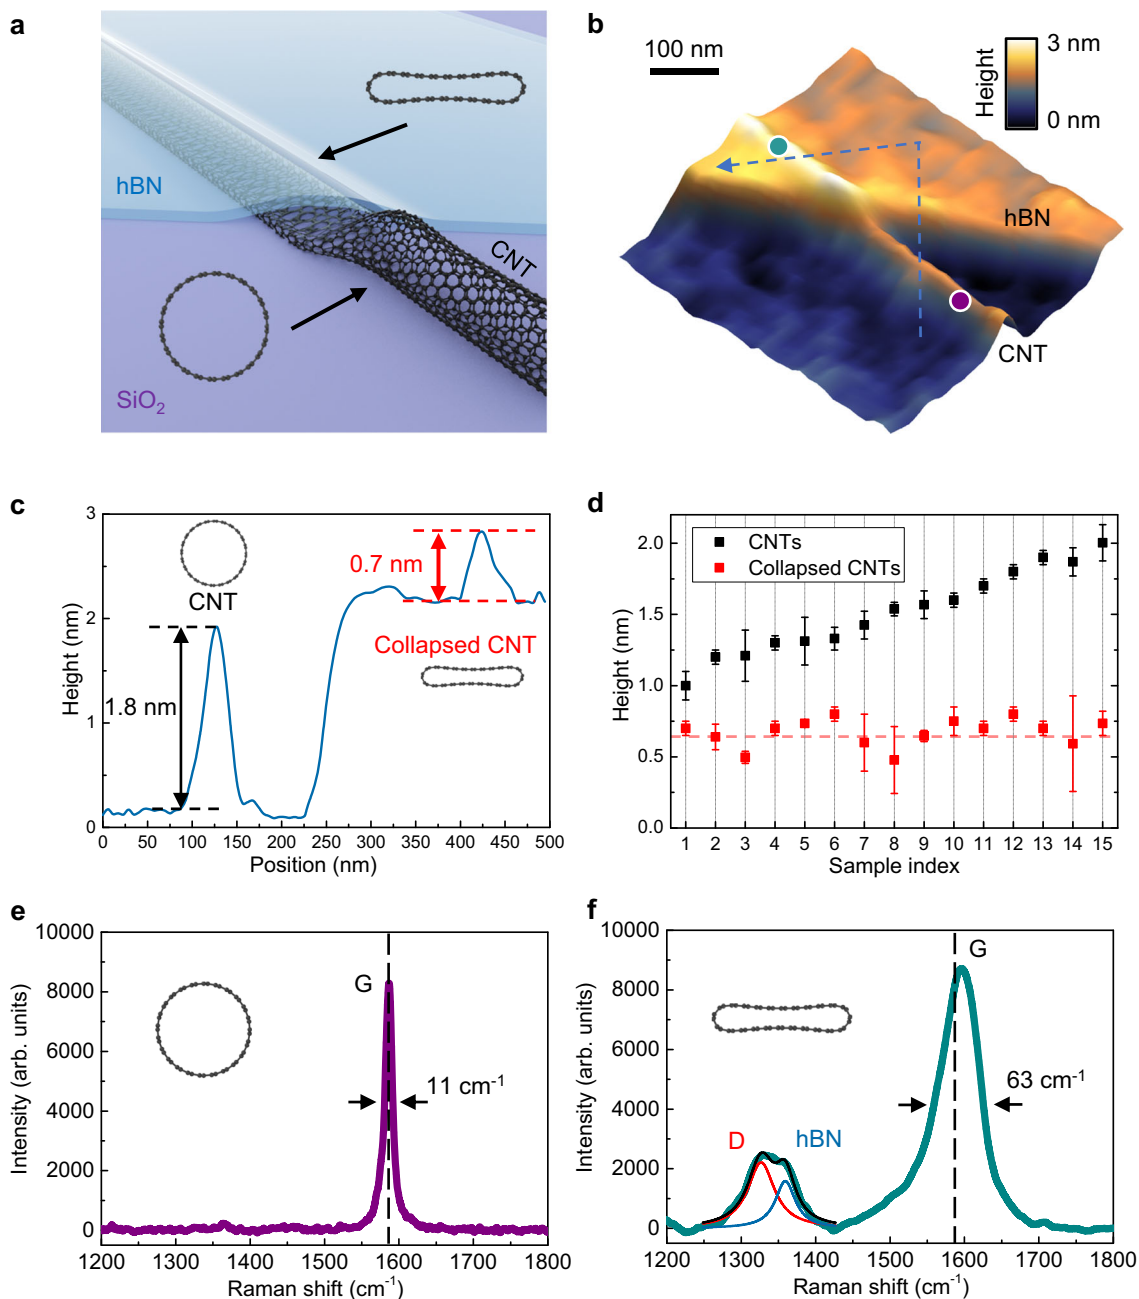 a
hBN
CNT
SiO2
b
100 nm
Height
3 nm
0 nm
hBN
CNT
c
3
2
1
0
Height (nm)
CNT
1.8 nm
0.7 nm
Collapsed CNT
0 50 100 150 200 250 300 350 400 450 500
Position (nm)
d
CNTs
Collapsed CNTs
2.0
1.5
1.0
0.5
0.0
Height (nm)
1 2 3 4 5 6 7 8 9 10 11 12 13 14 15
Sample index
e
10000
8000
6000
4000
2000
0
Intensity (arb. units)
G
11 cm-1
1200 1300 1400 1500 1600 1700 1800
Raman shift (cm-1)
f
10000
8000
6000
4000
2000
0
Intensity (arb. units)
G
63 cm-1
D
hBN
1200 1300 1400 1500 1600 1700 1800
Raman shift (cm-1)